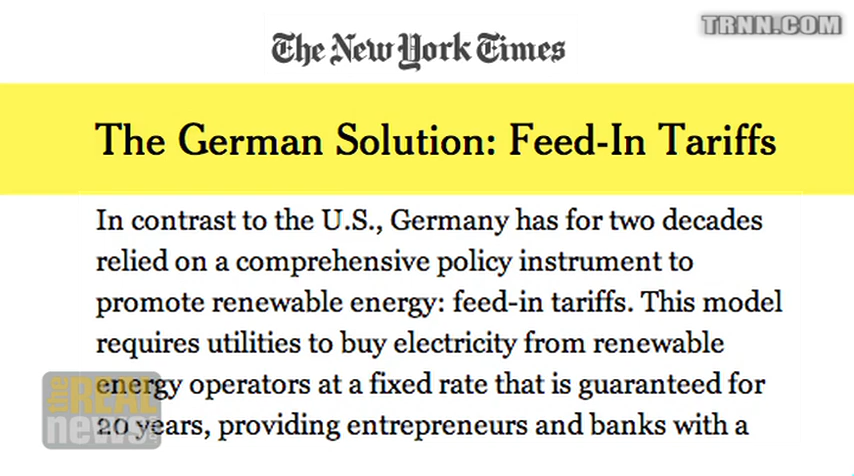 TRNN.COM
The New York Times
The German Solution: Feed-In Tariffs
In contrast to the U.S., Germany has for two decades
relied on a comprehensive policy instrument to
promote renewable energy: feed-in tariffs. This model
requires utilities to buy electricity from renewable
energy operators at a fixed rate that is guaranteed for
20 years, providing entrepreneurs and banks with a
the
REAL
news